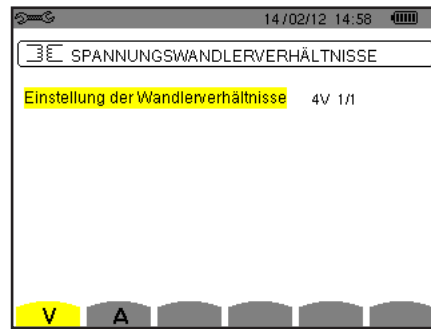 14/02/12 14:58
SPANNUNGSWANDLERVERHÄLTNISSE
Einstellung der Wandlerverhältnisse 4V 1/1
V A